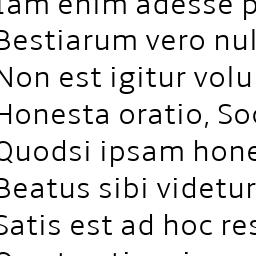 Iam enim adesse p
Bestiarum vero nul
Non est igitur volu
Honesta oratio, Soc
Quodsi ipsam hone
Beatus sibi videtur
Satis est ad hoc res